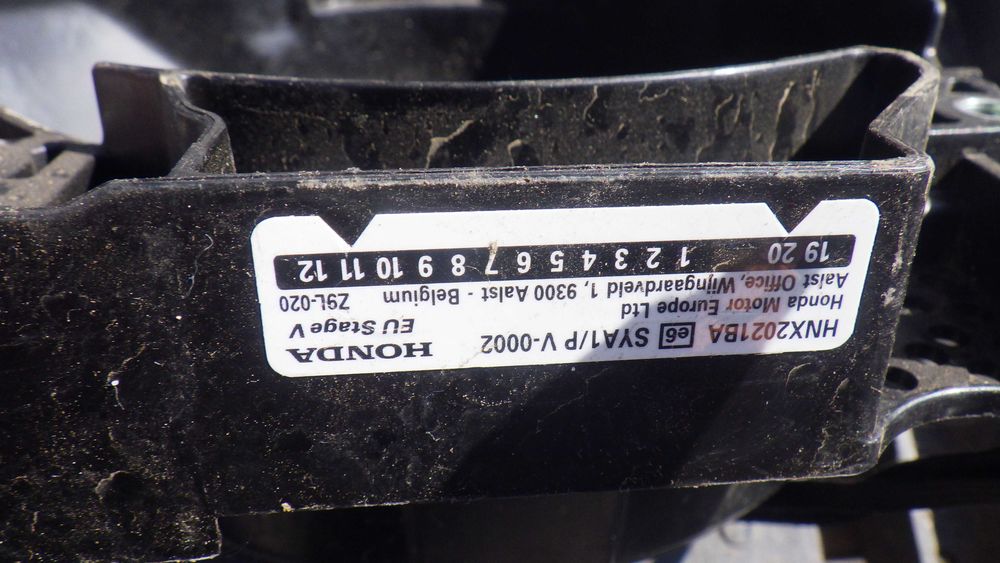 HNX2021BA e6 SYA1/P V-0002 HONDA
Honda Motor Europe Ltd EU Stage V
Aalst Office, Wijngaardveld 1, 9300 Aalst - Belgium Z9L-020
19 20 1 2 3 4 5 6 7 8 9 10 11 12